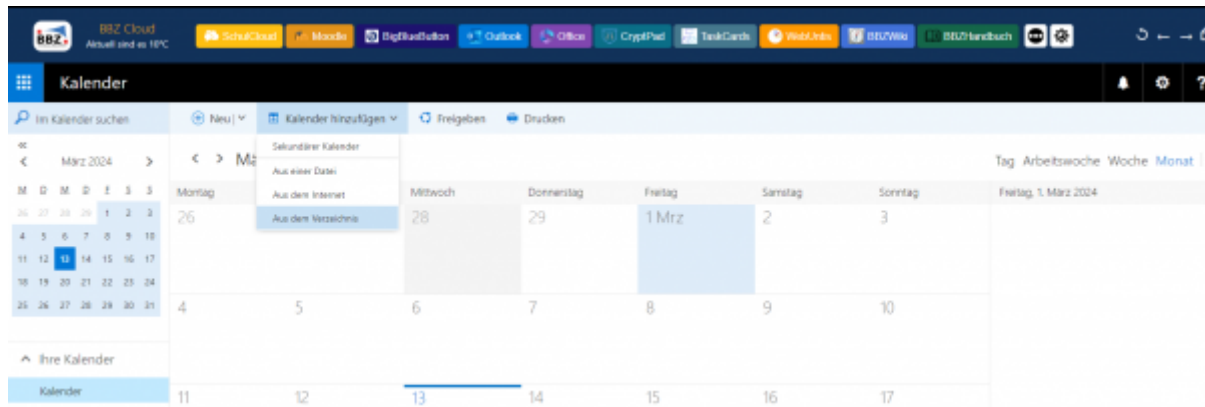 BBZ
BBZ Cloud
Aktuell sind es 10°C
SchulCloud Moodle BigBlueButton Outlook Office CryptPad TaskCards WebUntis BBZWiki BBZHandbuch
Kalender
?
Im Kalender suchen Neu Kalender hinzufügen Freigeben Drucken
Sekundärer Kalender
Aus einer Datei
Aus dem Internet
Aus dem Verzeichnis
« 
< März 2024 >
< > Mä
Tag Arbeitswoche Woche Monat
M D M D F S S
Montag Mittwoch Donnerstag Freitag Samstag Sonntag Freitag, 1. März 2024
26 27 28 29 1 2 3
26 28 29 1 Mrz 2 3
4 5 6 7 8 9 10
11 12 13 14 15 16 17
18 19 20 21 22 23 24
25 26 27 28 29 30 31
4 5 6 7 8 9 10
Ihre Kalender
Kalender
11 12 13 14 15 16 17